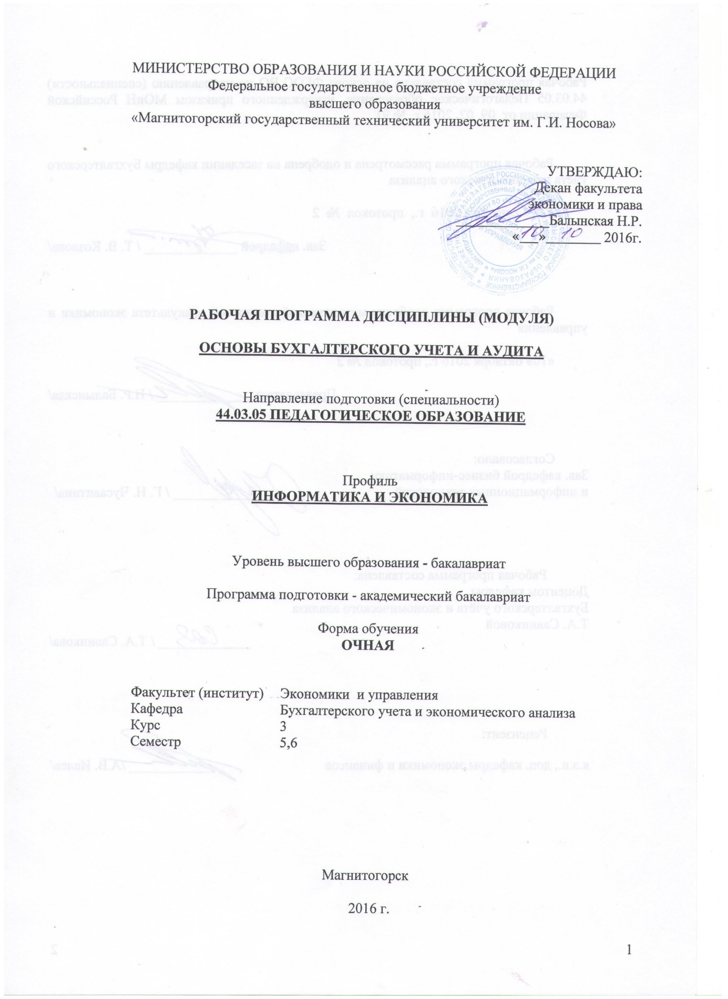 МИНИСТЕРСТВО ОБРАЗОВАНИЯ И НАУКИ РОССИЙСКОЙ ФЕДЕРАЦИИ
Федеральное государственное бюджетное учреждение
высшего образования
«Магнитогорский государственный технический университет им. Г.И. Носова»
УТВЕРЖДАЮ:
Декан факультета
экономики и права
Балынская Н.Р.
«10» 10 2016г.
РАБОЧАЯ ПРОГРАММА ДИСЦИПЛИНЫ (МОДУЛЯ)
ОСНОВЫ БУХГАЛТЕРСКОГО УЧЕТА И АУДИТА
Направление подготовки (специальности)
44.03.05 ПЕДАГОГИЧЕСКОЕ ОБРАЗОВАНИЕ
Профиль
ИНФОРМАТИКА И ЭКОНОМИКА
Уровень высшего образования - бакалавриат
Программа подготовки - академический бакалавриат
Форма обучения
ОЧНАЯ
Факультет (институт) Экономики и управления
Кафедра Бухгалтерского учета и экономического анализа
Курс 3
Семестр 5,6
Магнитогорск
2016 г.
1